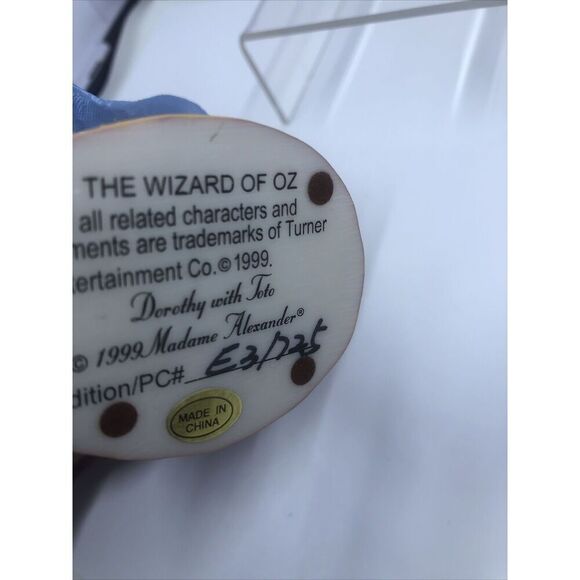 THE WIZARD OF OZ
all related characters and
ments are trademarks of Turner
tertainment Co. © 1999.
Dorothy with Toto
© 1999 Madame Alexander®
dition/PC# E3/725
MADE IN
CHINA